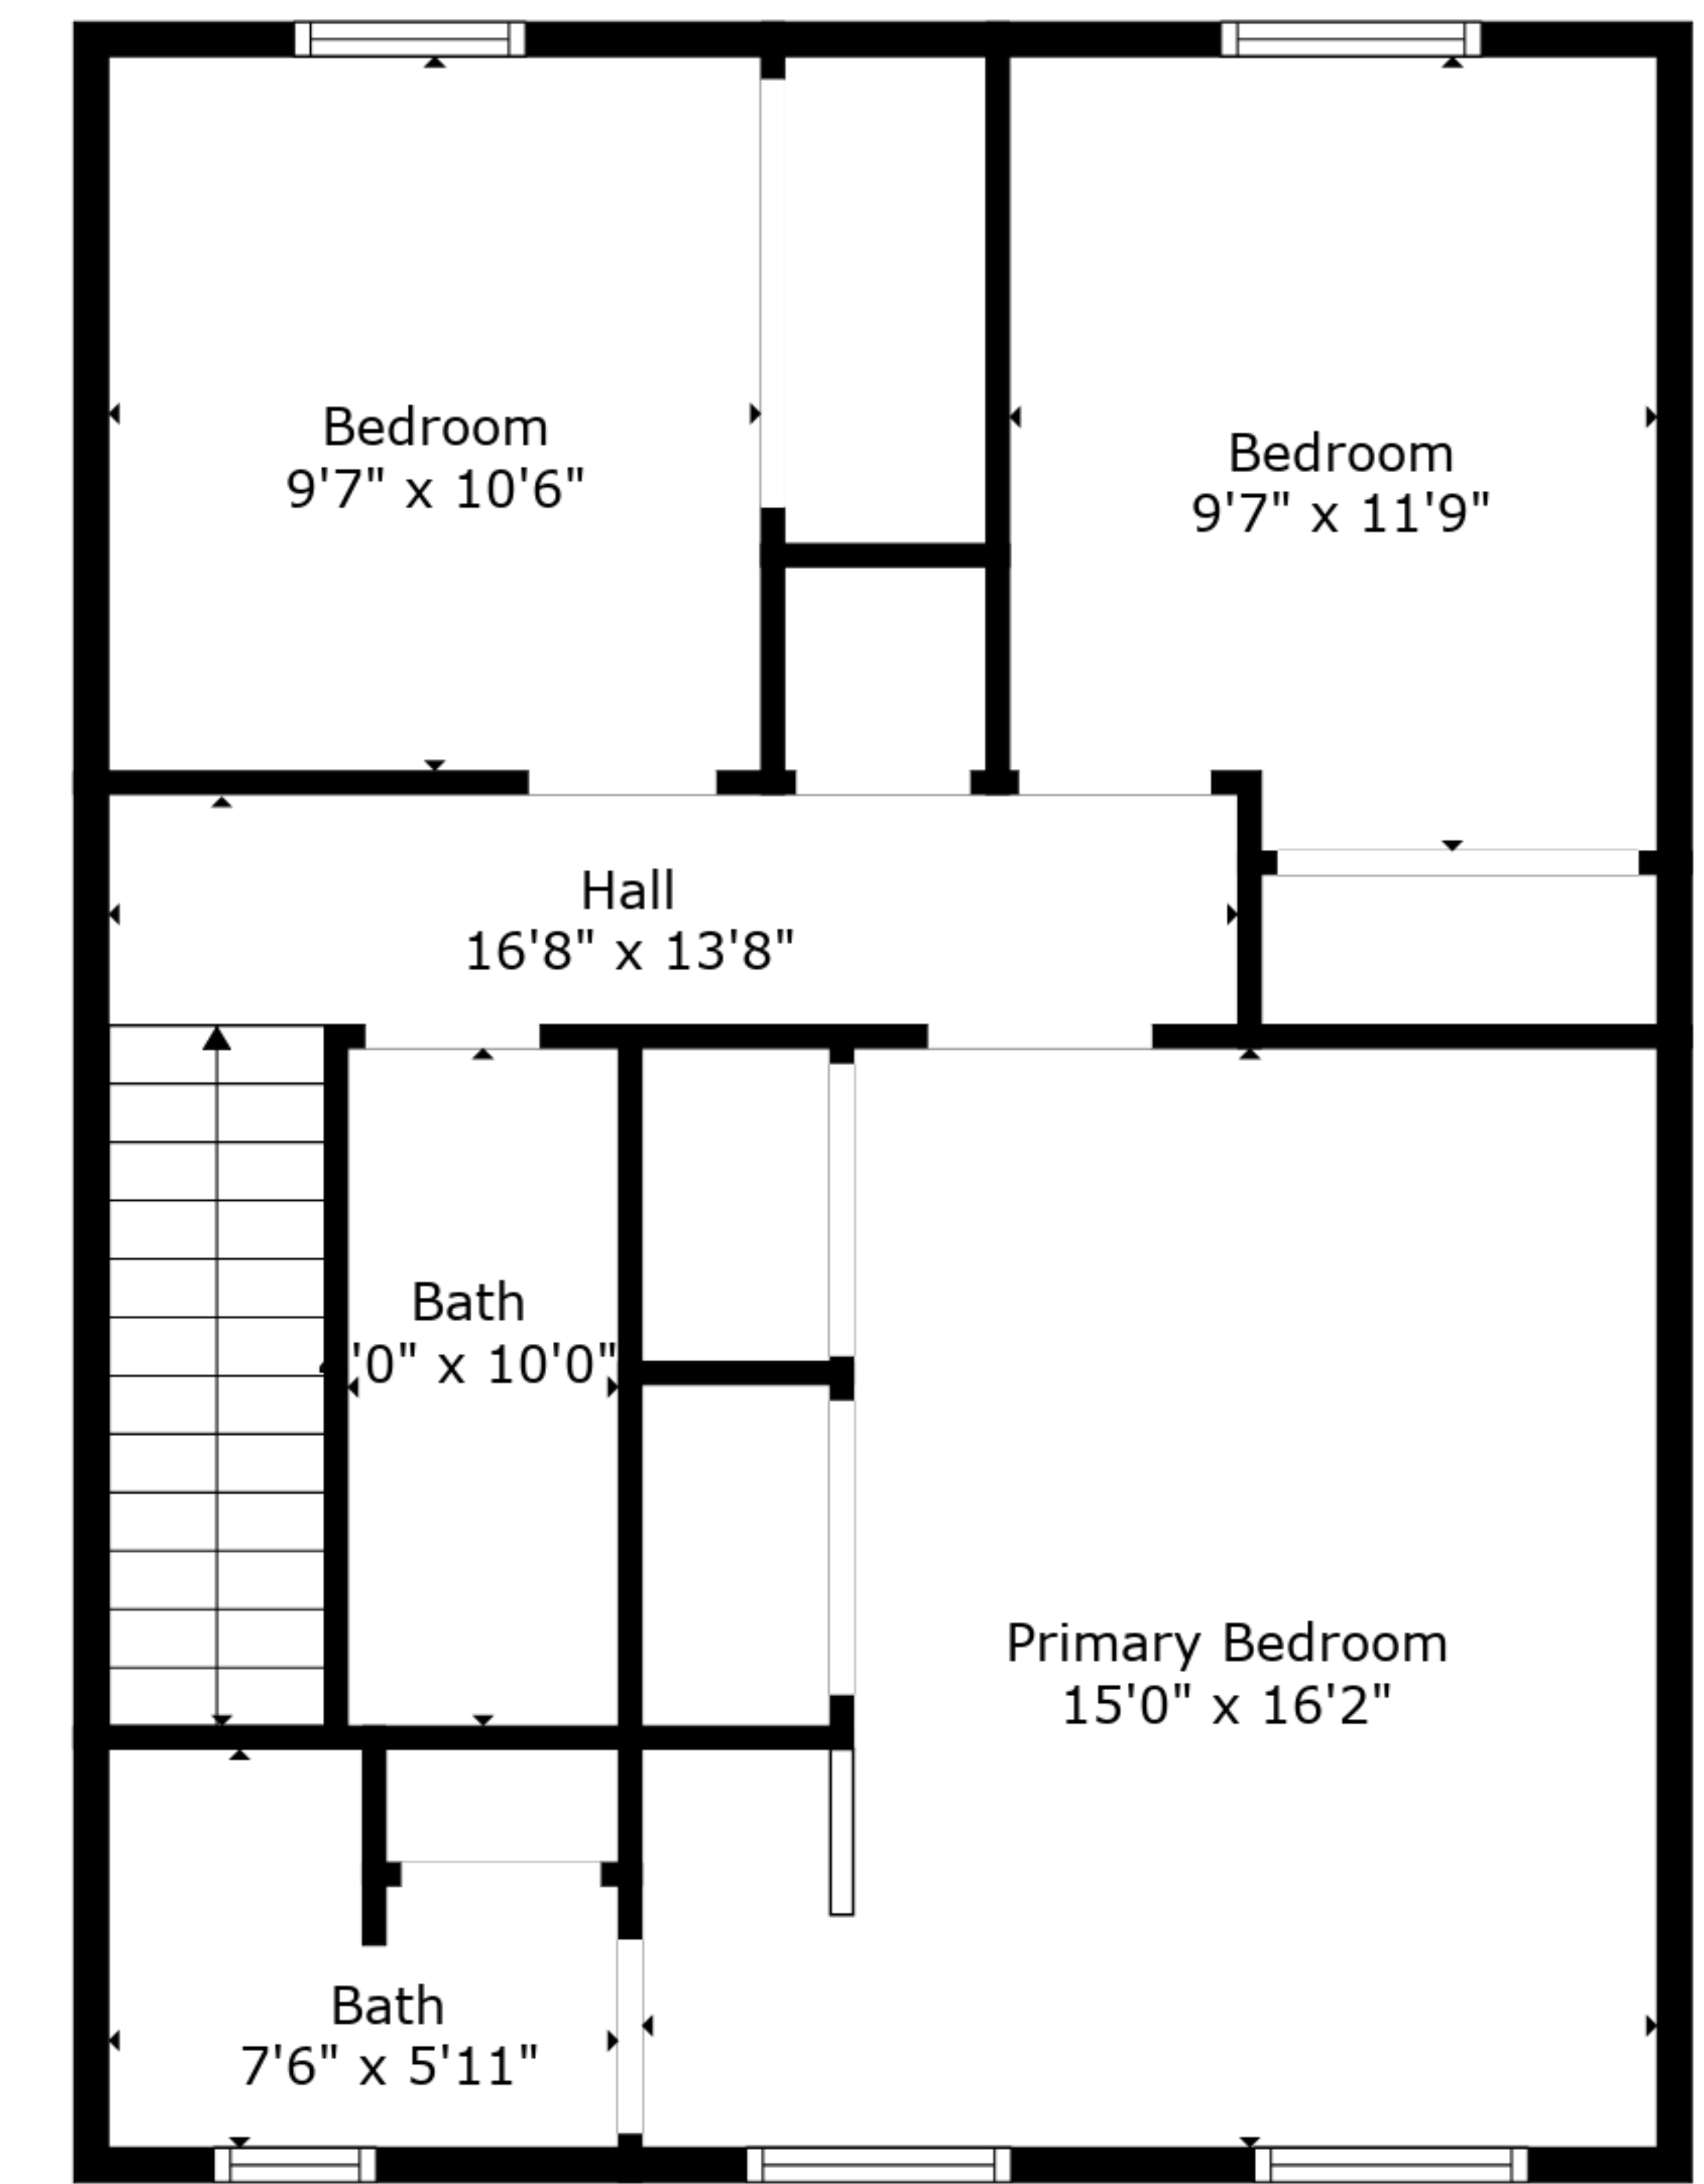 Bedroom
9'7" x 10'6"
Bedroom
9'7" x 11'9"
Hall
16'8" x 13'8"
Bath
'0" x 10'0"
Primary Bedroom
15'0" x 16'2"
Bath
7'6" x 5'11"